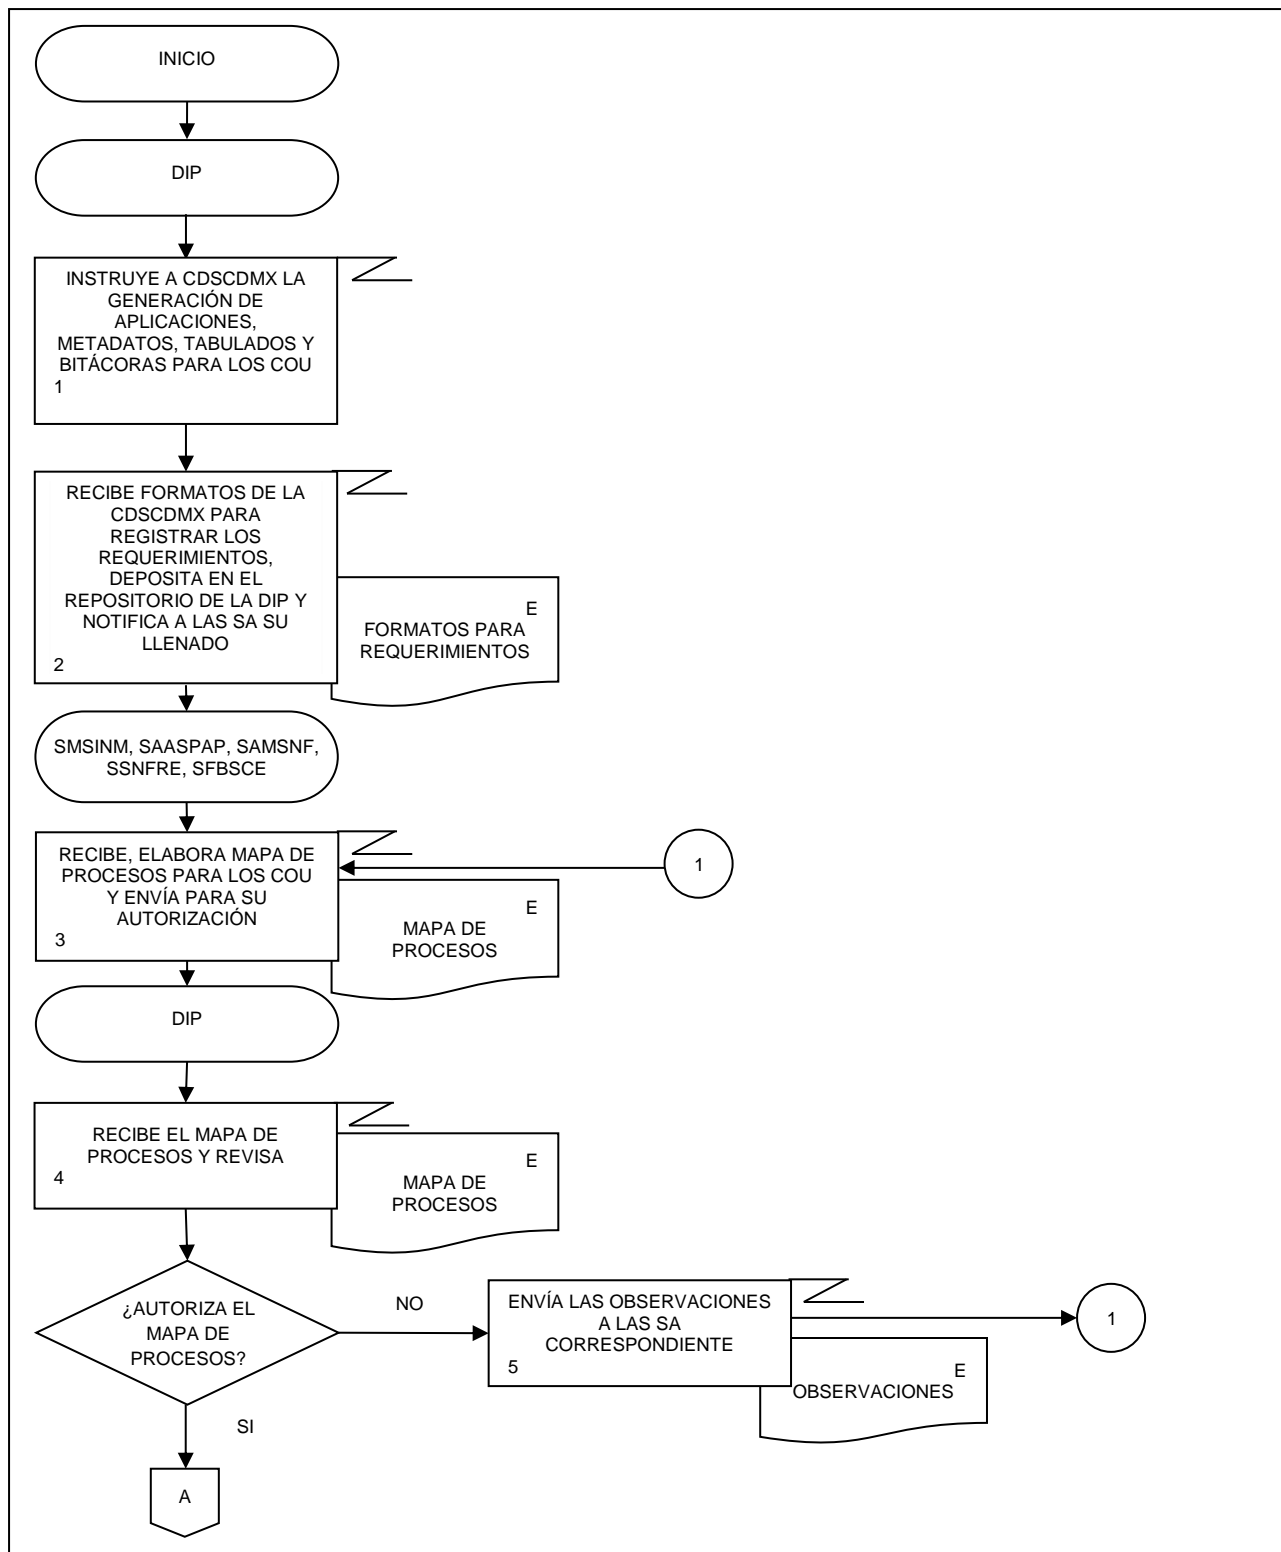 INICIO
DIP
INSTRUYE A CDSCDMX LA
GENERACIÓN DE
APLICACIONES,
METADATOS, TABULADOS Y
BITÁCORAS PARA LOS COU
1
RECIBE FORMATOS DE LA
CDSCDMX PARA
REGISTRAR LOS
REQUERIMIENTOS,
DEPOSITA EN EL
REPOSITORIO DE LA DIP Y
NOTIFICA A LAS SA SU
LLENADO
2
E
FORMATOS PARA
REQUERIMIENTOS
SMSINM, SAASPAP, SAMSNF,
SSNFRE, SFBSCE
RECIBE, ELABORA MAPA DE
PROCESOS PARA LOS COU
Y ENVÍA PARA SU
AUTORIZACIÓN
3
1
E
MAPA DE
PROCESOS
DIP
RECIBE EL MAPA DE
PROCESOS Y REVISA
4
E
MAPA DE
PROCESOS
¿AUTORIZA EL
MAPA DE
PROCESOS?
NO
ENVÍA LAS OBSERVACIONES
A LAS SA
CORRESPONDIENTE
5
1
E
OBSERVACIONES
SI
A